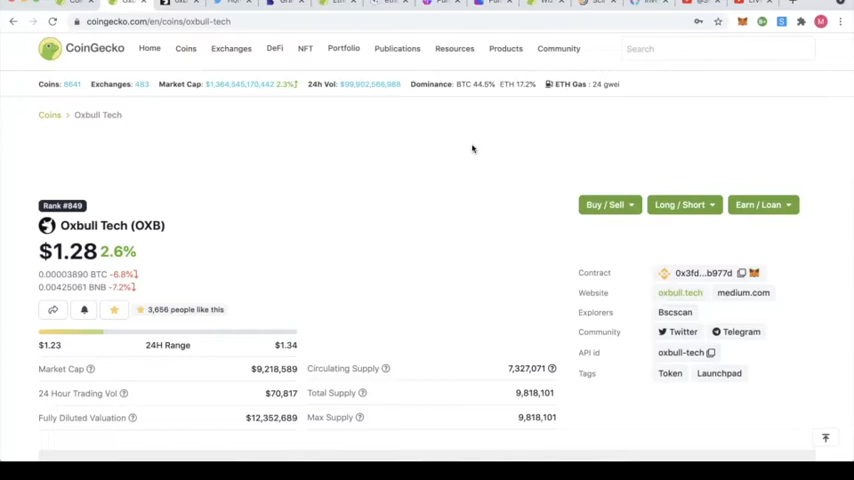 coingecko.com/en/coins/oxbull-tech
CoinGecko Home Coins Exchanges DeFi NFT Portfolio Publications Resources Products Community Search
Coins: 8641 Exchanges: 483 Market Cap: $1,364,545,170,442 2.3% 24h Vol: $99,902,566,988 Dominance: BTC 44.5% ETH 17.2% ETH Gas: 24 gwei
Coins > Oxbull Tech
Rank #849
Buy / Sell Long / Short Earn / Loan
Oxbull Tech (OXB)
$1.28 2.6%
0.00003890 BTC -6.8%
0.00425061 BNB -7.2%
3,656 people like this
$1.23 24H Range $1.34
Market Cap $9,218,589
24 Hour Trading Vol $70,817
Fully Diluted Valuation $12,352,689
Circulating Supply 7,327,071
Total Supply 9,818,101
Max Supply 9,818,101
Contract 0x3fd...b977d
Website oxbull.tech medium.com
Explorers Bscscan
Community Twitter Telegram
API id oxbull-tech
Tags Token Launchpad